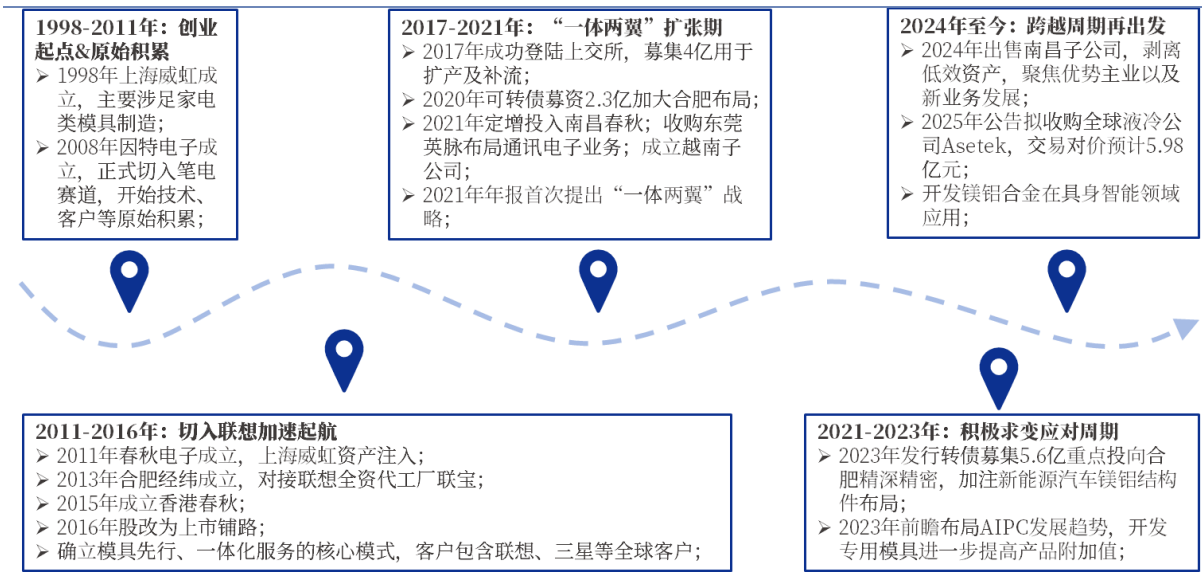 1998-2011年：创业
起点&原始积累
➢ 1998年上海威虹成
立，主要涉足家电
类模具制造；
➢ 2008年因特电子成
立，正式切入笔电
赛道，开始技术、
客户等原始积累；
2011-2016年：切入联想加速起航
➢ 2011年春秋电子成立，上海威虹资产注入；
➢ 2013年合肥经纬成立，对接联想全资代工厂联宝；
➢ 2015年成立香港春秋；
➢ 2016年股改为上市铺路；
➢ 确立模具先行、一体化服务的核心模式，客户包含联想、三星等全球客户；
2017-2021年：“一体两翼”扩张期
➢ 2017年成功登陆上交所，募集4亿用于
扩产及补流；
➢ 2020年可转债募资2.3亿加大合肥布局；
➢ 2021年定增投入南昌春秋；收购东莞
英脉布局通讯电子业务；成立越南子
公司；
➢ 2021年年报首次提出“一体两翼”战
略；
2021-2023年：积极求变应对周期
➢ 2023年发行转债募集5.6亿重点投向合
肥精深精密，加注新能源汽车镁铝结构
件布局；
➢ 2023年前瞻布局AIPC发展趋势，开发
专用模具进一步提高产品附加值；
2024年至今：跨越周期再出发
➢ 2024年出售南昌子公司，剥离
低效资产，聚焦优势主业以及
新业务发展；
➢ 2025年公告拟收购全球液冷公
司Asetek，交易对价预计5.98
亿元；
➢ 开发镁铝合金在具身智能领域
应用；